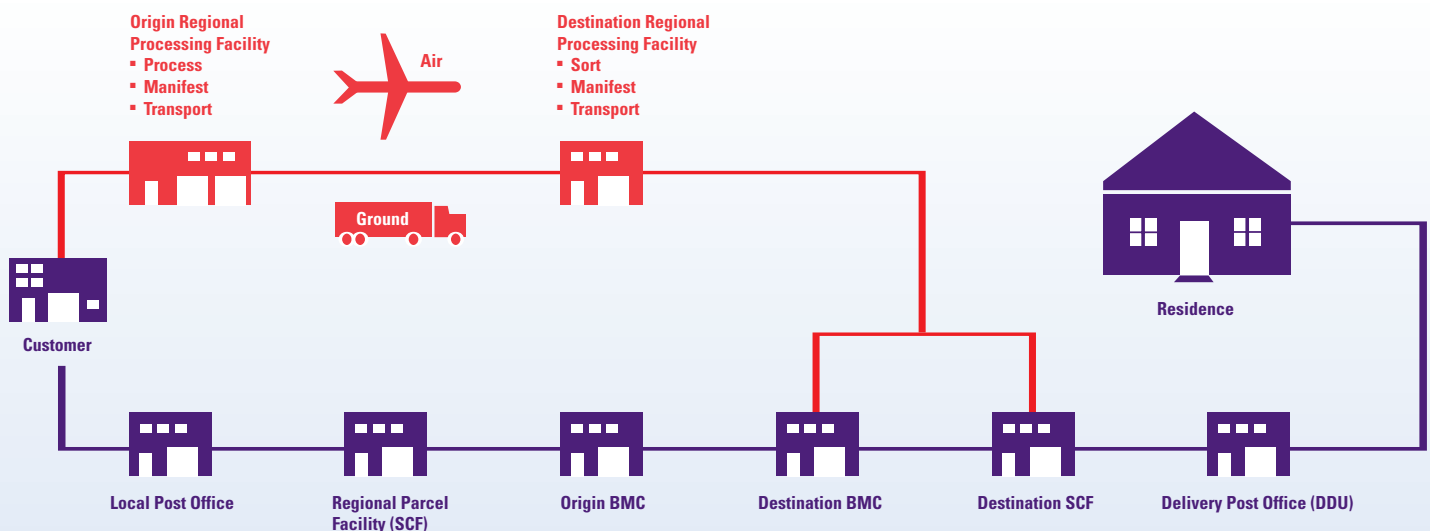 Origin Regional
Processing Facility
▪ Process
▪ Manifest
▪ Transport
Air
Destination Regional
Processing Facility
▪ Sort
▪ Manifest
▪ Transport
Ground
Customer
Residence
Local Post Office
Regional Parcel
Facility (SCF)
Origin BMC
Destination BMC
Destination SCF
Delivery Post Office (DDU)